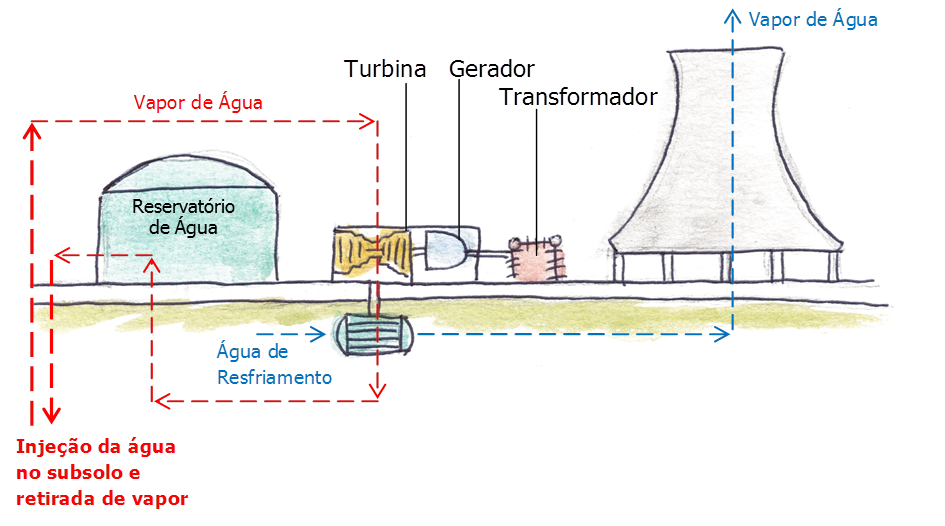 Vapor de Água
Turbina
Gerador
Transformador
Vapor de Água
Reservatório
de Água
Água de
Resfriamento
Injeção da água
no subsolo e
retirada de vapor